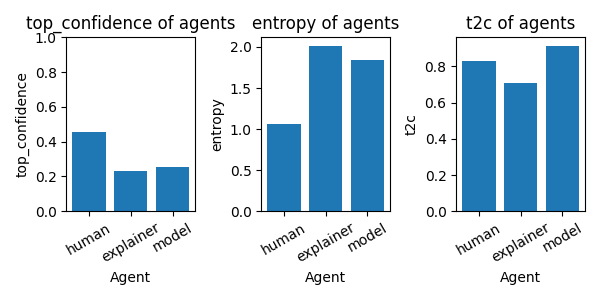 top_confidence of agents
top_confidence
1.0
0.8
0.6
0.4
0.2
0.0
human
explainer
model
Agent
entropy of agents
entropy
2.0
1.5
1.0
0.5
0.0
human
explainer
model
Agent
t2c of agents
t2c
0.8
0.6
0.4
0.2
0.0
human
explainer
model
Agent